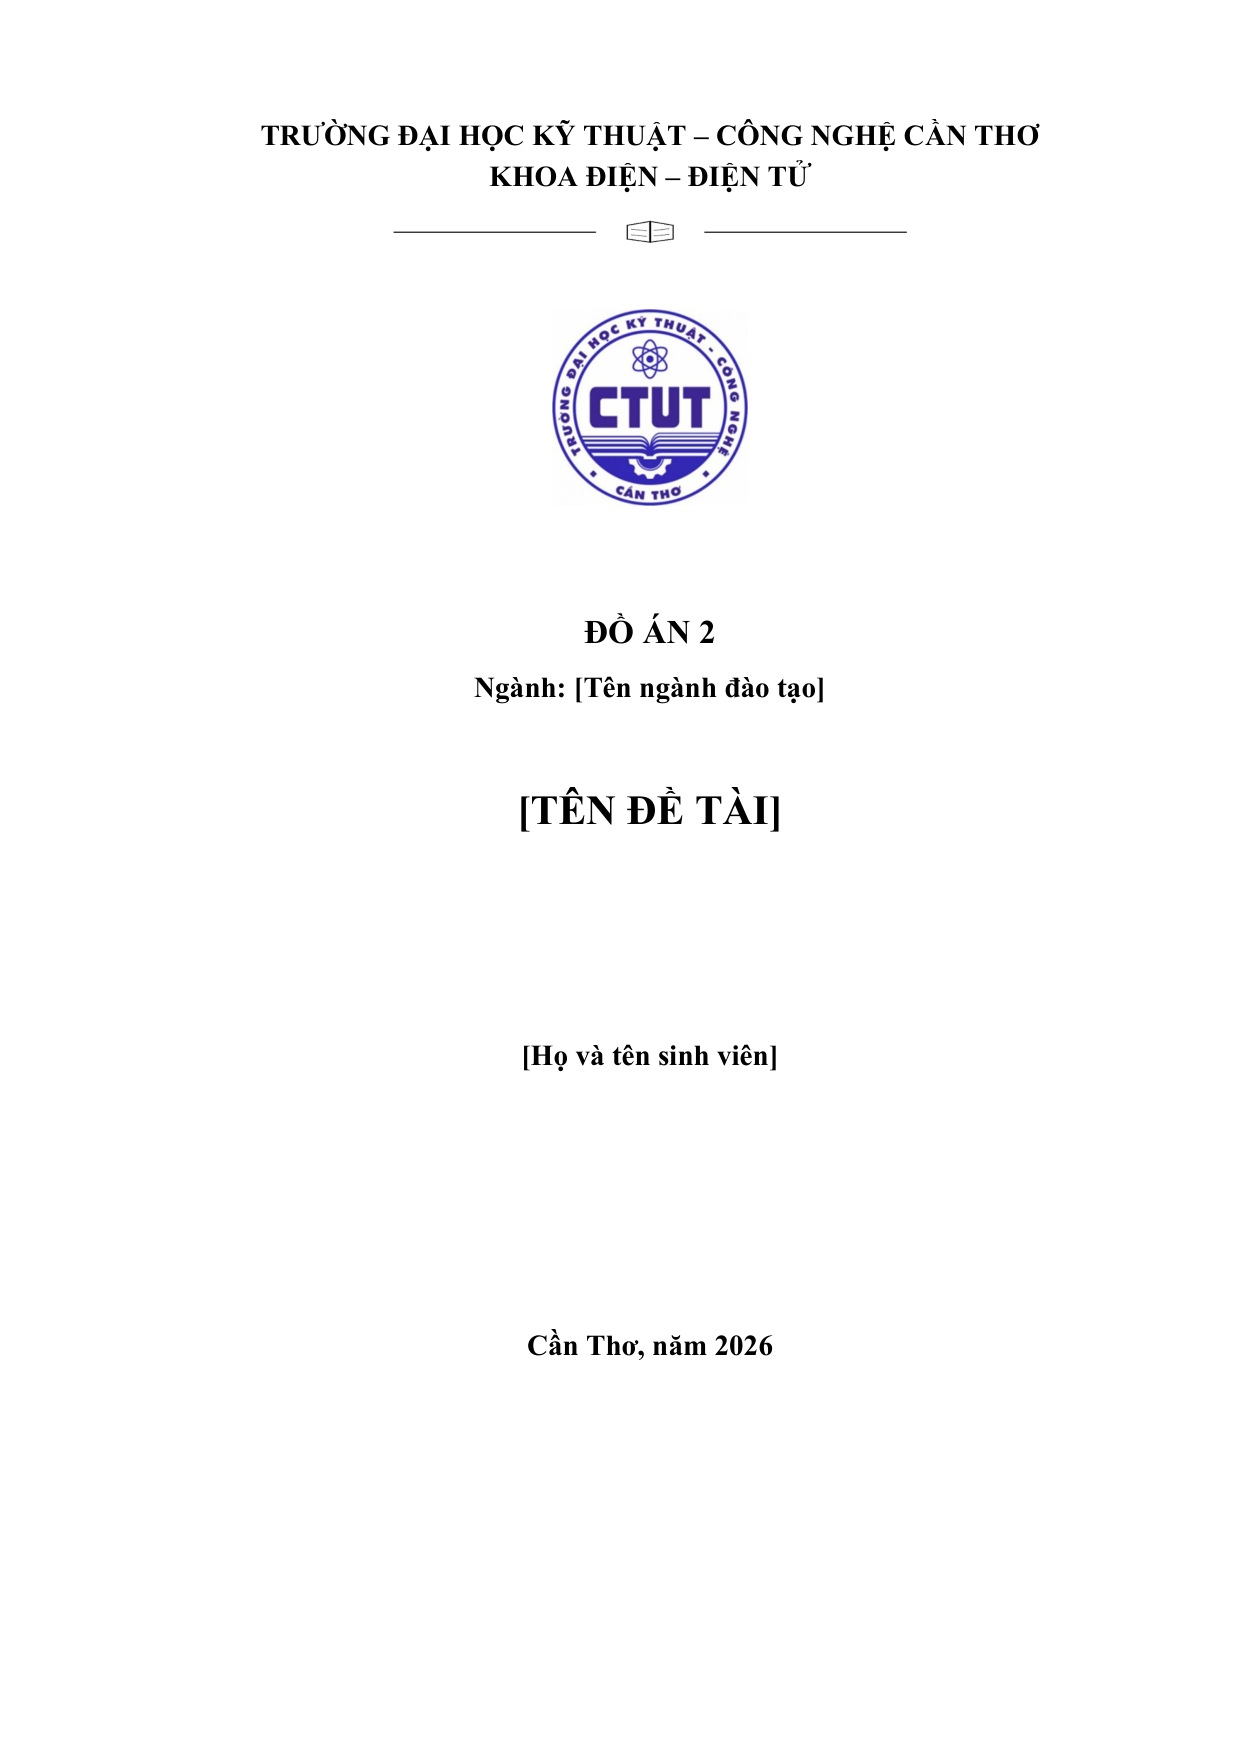 TRƯỜNG ĐẠI HỌC KỸ THUẬT – CÔNG NGHỆ CẦN THƠ
KHOA ĐIỆN – ĐIỆN TỬ
TRƯỜNG ĐẠI HỌC KỸ THUẬT - CÔNG NGHỆ
CTUT
CẦN THƠ
ĐỒ ÁN 2
Ngành: [Tên ngành đào tạo]
[TÊN ĐỀ TÀI]
[Họ và tên sinh viên]
Cần Thơ, năm 2026